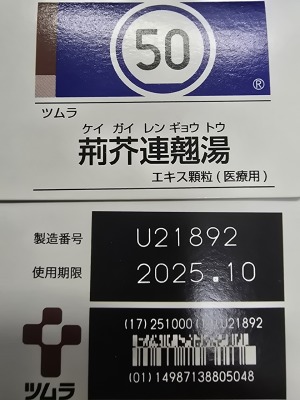 50
®
ツムラ
ケイ ガイ レン ギョウ トウ
荊芥連翹湯
エキス顆粒(医療用)
製造番号 U21892
使用期限 2025.10
(17)251000(10)U21892
(01)14987138805048
ツムラ